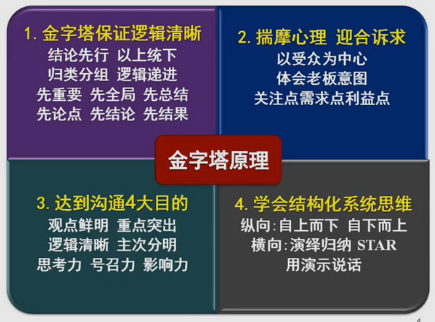 1. 金字塔保证逻辑清晰
结论先行 以上统下
归类分组 逻辑递进
先重要 先全局 先总结
先论点 先结论 先结果
2. 揣摩心理 迎合诉求
以受众为中心
体会老板意图
关注点需求点利益点
金字塔原理
3. 达到沟通4大目的
观点鲜明 重点突出
逻辑清晰 主次分明
思考力 号召力 影响力
4. 学会结构化系统思维
纵向:自上而下 自下而上
横向:演绎归纳 STAR
用演示说话